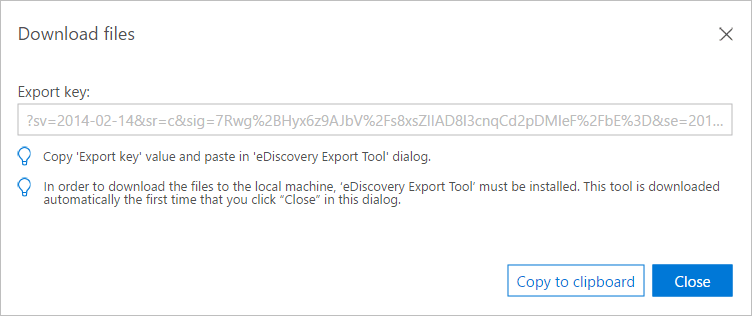 Download files
Export key:
?sv=2014-02-14&sr=c&sig=7Rwg%2BHyx6z9AJbV%2Fs8xsZIIAD8I3cnqCd2pDMIeF%2FbE%3D&se=201...
Copy 'Export key' value and paste in 'eDiscovery Export Tool' dialog.
In order to download the files to the local machine, 'eDiscovery Export Tool' must be installed. This tool is downloaded
automatically the first time that you click “Close” in this dialog.
Copy to clipboard
Close